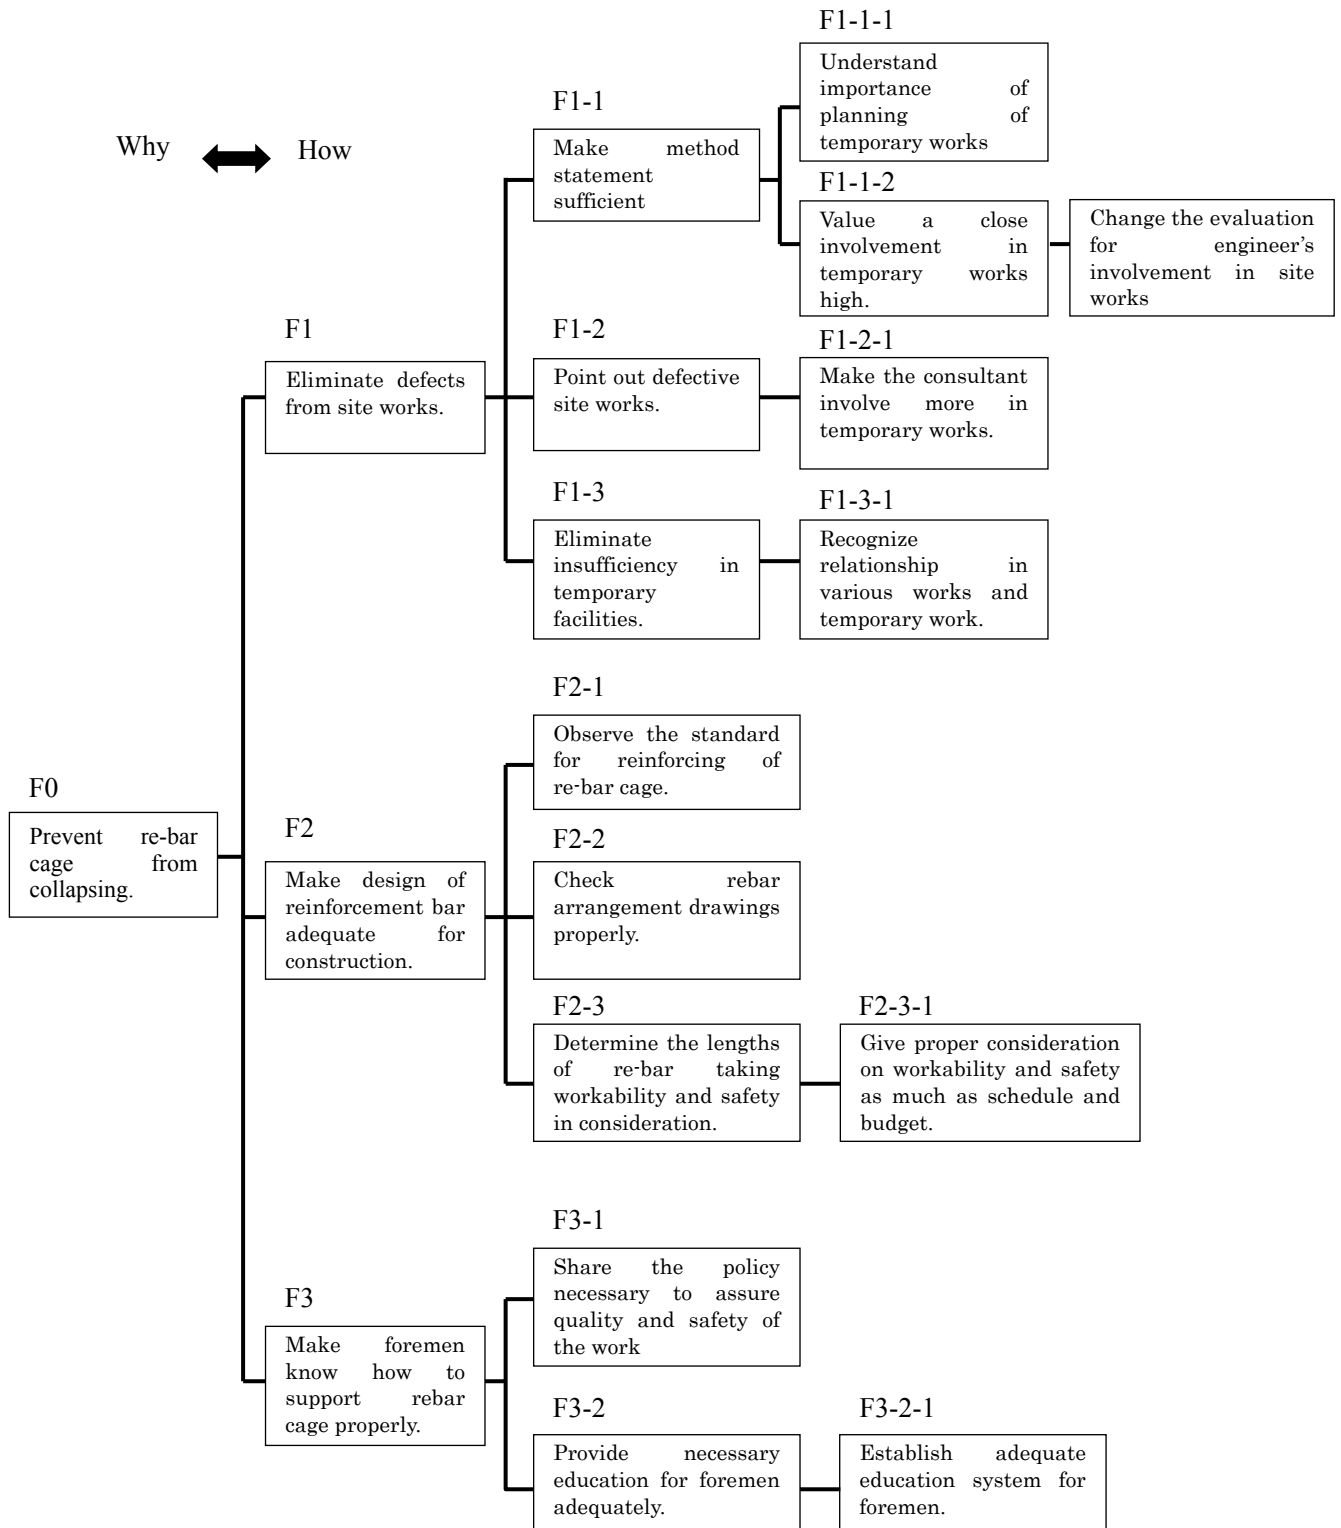 Why
How
F1-1-1
Understand
importance of
planning of
temporary works
F1-1
Make method
statement
sufficient
F1-1-2
Value a close
involvement in
temporary works
high.
Change the evaluation
for engineer's
involvement in site
works
F1
Eliminate defects
from site works.
F1-2
Point out defective
site works.
F1-2-1
Make the consultant
involve more in
temporary works.
F1-3
Eliminate
insufficiency in
temporary
facilities.
F1-3-1
Recognize
relationship in
various works and
temporary work.
F0
Prevent re-bar
cage from
collapsing.
F2
Make design of
reinforcement bar
adequate for
construction.
F2-1
Observe the standard
for reinforcing of
re-bar cage.
F2-2
Check rebar
arrangement drawings
properly.
F2-3
Determine the lengths
of re-bar taking
workability and safety
in consideration.
F2-3-1
Give proper consideration
on workability and safety
as much as schedule and
budget.
F3
Make foremen
know how to
support rebar
cage properly.
F3-1
Share the policy
necessary to assure
quality and safety of
the work
F3-2
Provide necessary
education for foremen
adequately.
F3-2-1
Establish adequate
education system for
foremen.